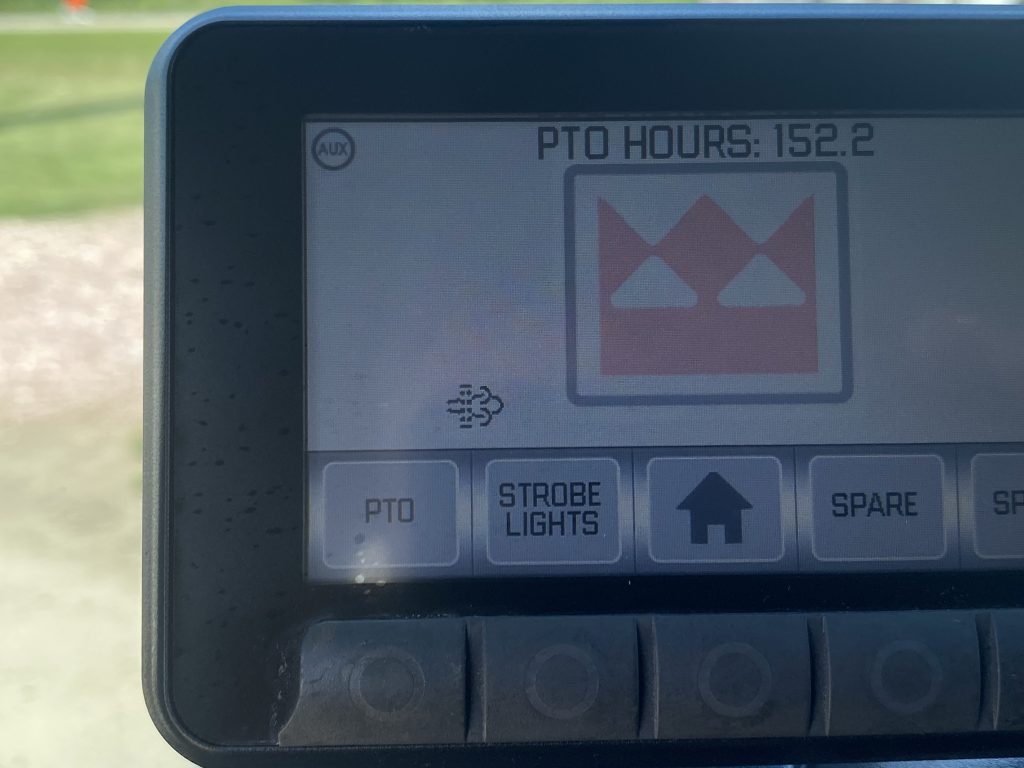 AUX
PTO HOURS: 152.2
PTO
STROBE
LIGHTS
SPARE